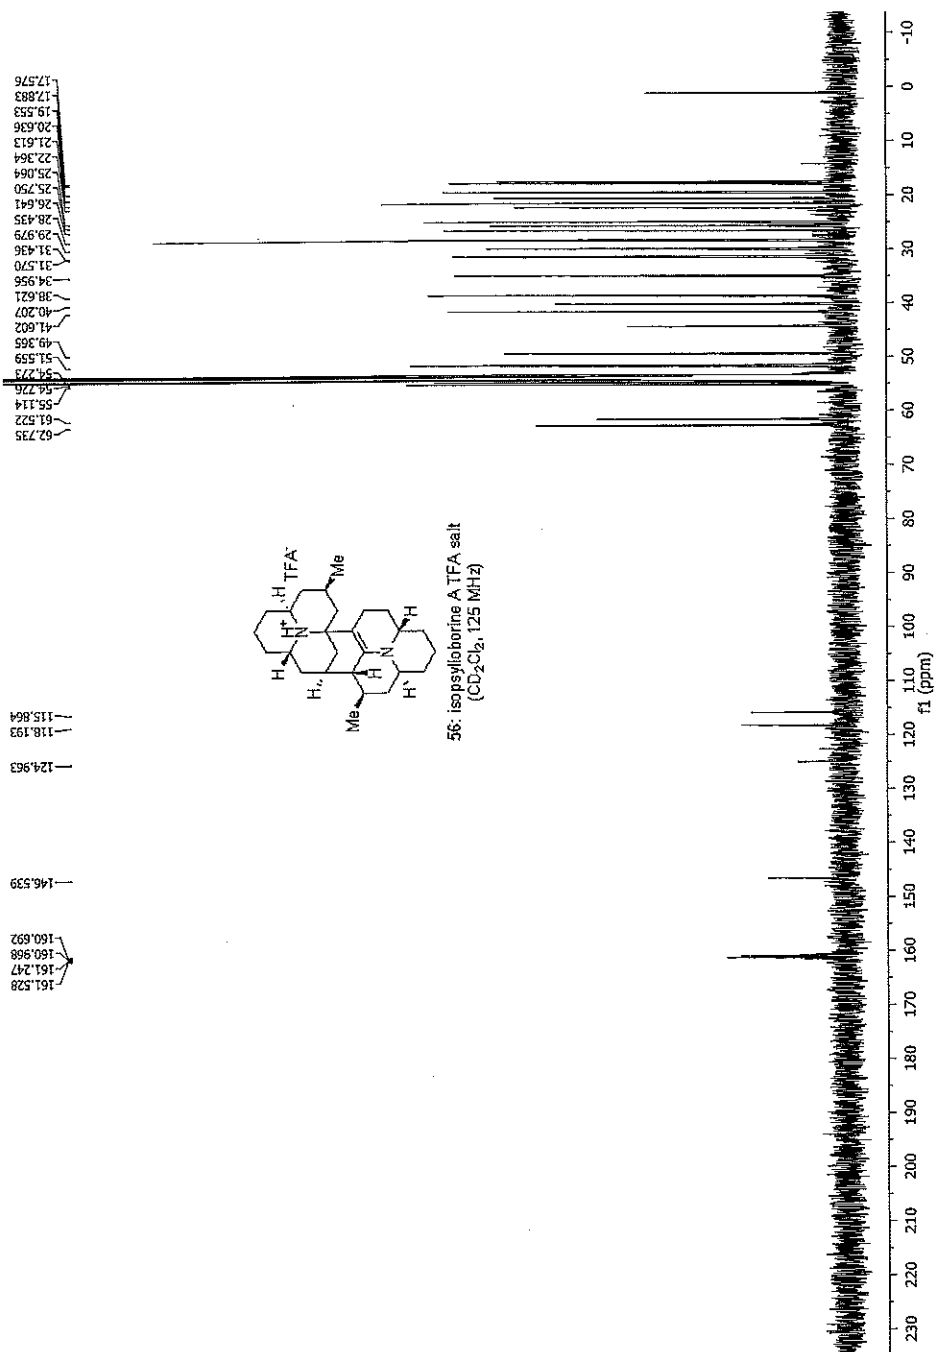 161.528
161.247
160.968
160.692
146.539
124.963
118.193
115.864
62.735
61.522
55.114
54.776
54.273
51.559
49.365
41.602
40.207
38.621
34.956
31.570
31.436
29.979
28.435
26.641
25.750
25.064
22.364
21.613
20.636
19.553
17.883
17.576
H TFA-
H+
N
Me
H
H
Me
H
H
N
H
56: isopsylloborine A TFA salt
(CD2Cl2, 125 MHz)
230 220 210 200 190 180 170 160 150 140 130 120 110 100 90 80 70 60 50 40 30 20 10 0 -10
f1 (ppm)